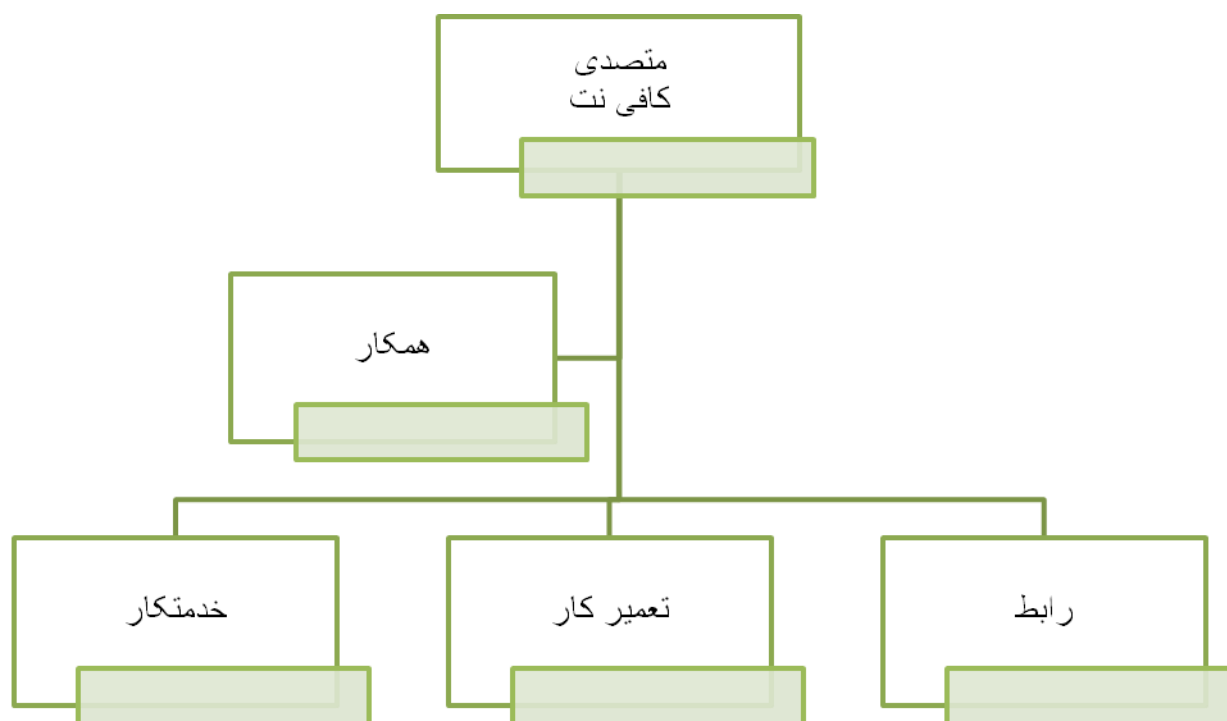 متصدی
کافی نت
همکار
رابط
تعمیر کار
خدمتکار